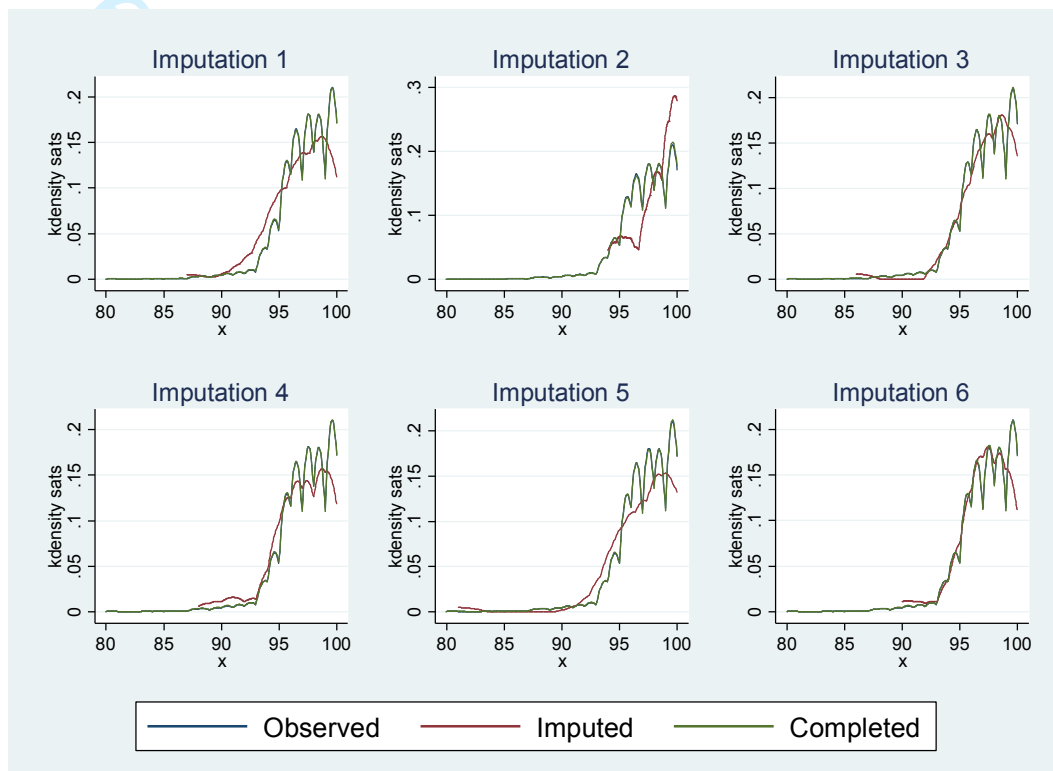 Imputation 1
kdensity sats
0 .05 .1 .15 .2
80 85 90 95 100
x
Imputation 2
kdensity sats
0 .1 .2 .3
80 85 90 95 100
x
Imputation 3
kdensity sats
0 .05 .1 .15 .2
80 85 90 95 100
x
Imputation 4
kdensity sats
0 .05 .1 .15 .2
80 85 90 95 100
x
Imputation 5
kdensity sats
0 .05 .1 .15 .2
80 85 90 95 100
x
Imputation 6
kdensity sats
0 .05 .1 .15 .2
80 85 90 95 100
x
Observed Imputed Completed